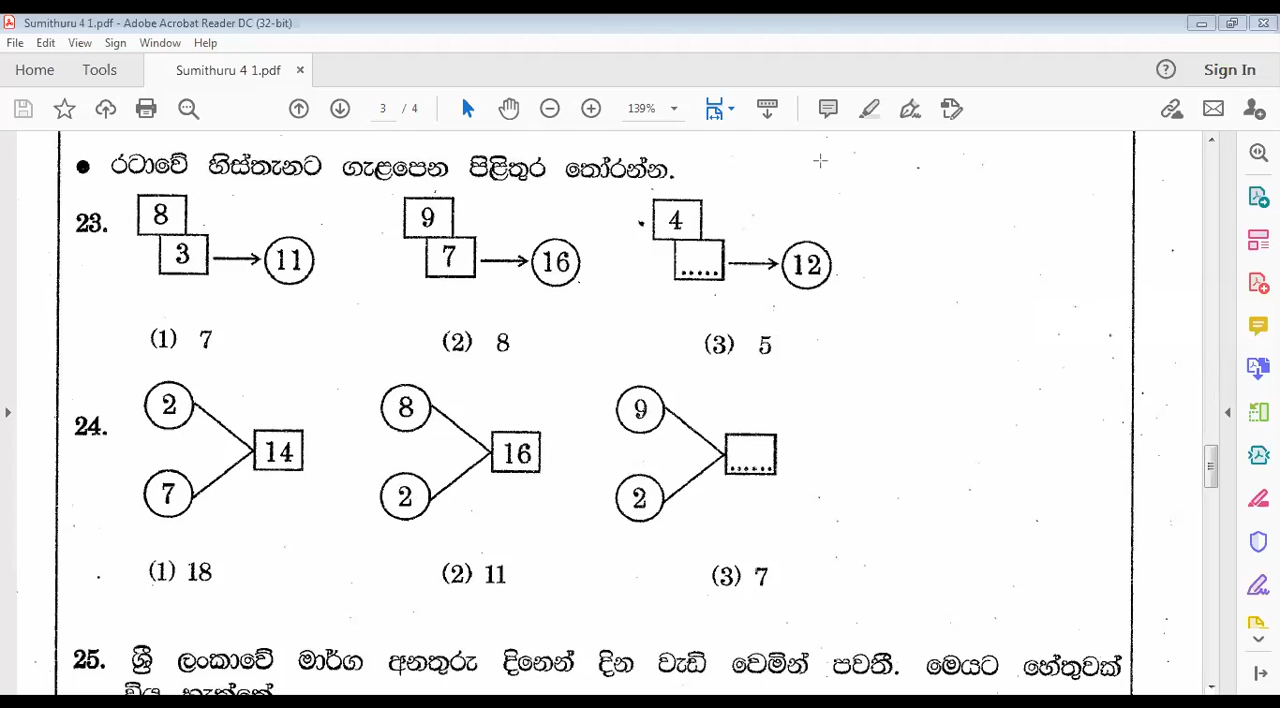 Sumithuru 4 1.pdf - Adobe Acrobat Reader DC (32-bit)
File Edit View Sign Window Help
Home Tools Sumithuru 4 1.pdf × Sign In
3 / 4 139%
● රටාවේ හිස්තැනට ගැළපෙන පිළිතුර තෝරන්න.
23. 8 3 11 9 7 16 4 ..... 12
(1) 7 (2) 8 (3) 5
24. 2 7 14 8 2 16 9 2 ......
(1) 18 (2) 11 (3) 7
25. ශ්‍රී ලංකාවේ මාර්ග අනතුරු දිනෙන් දින වැඩි වෙමින් පවතී. මෙයට හේතුවක්